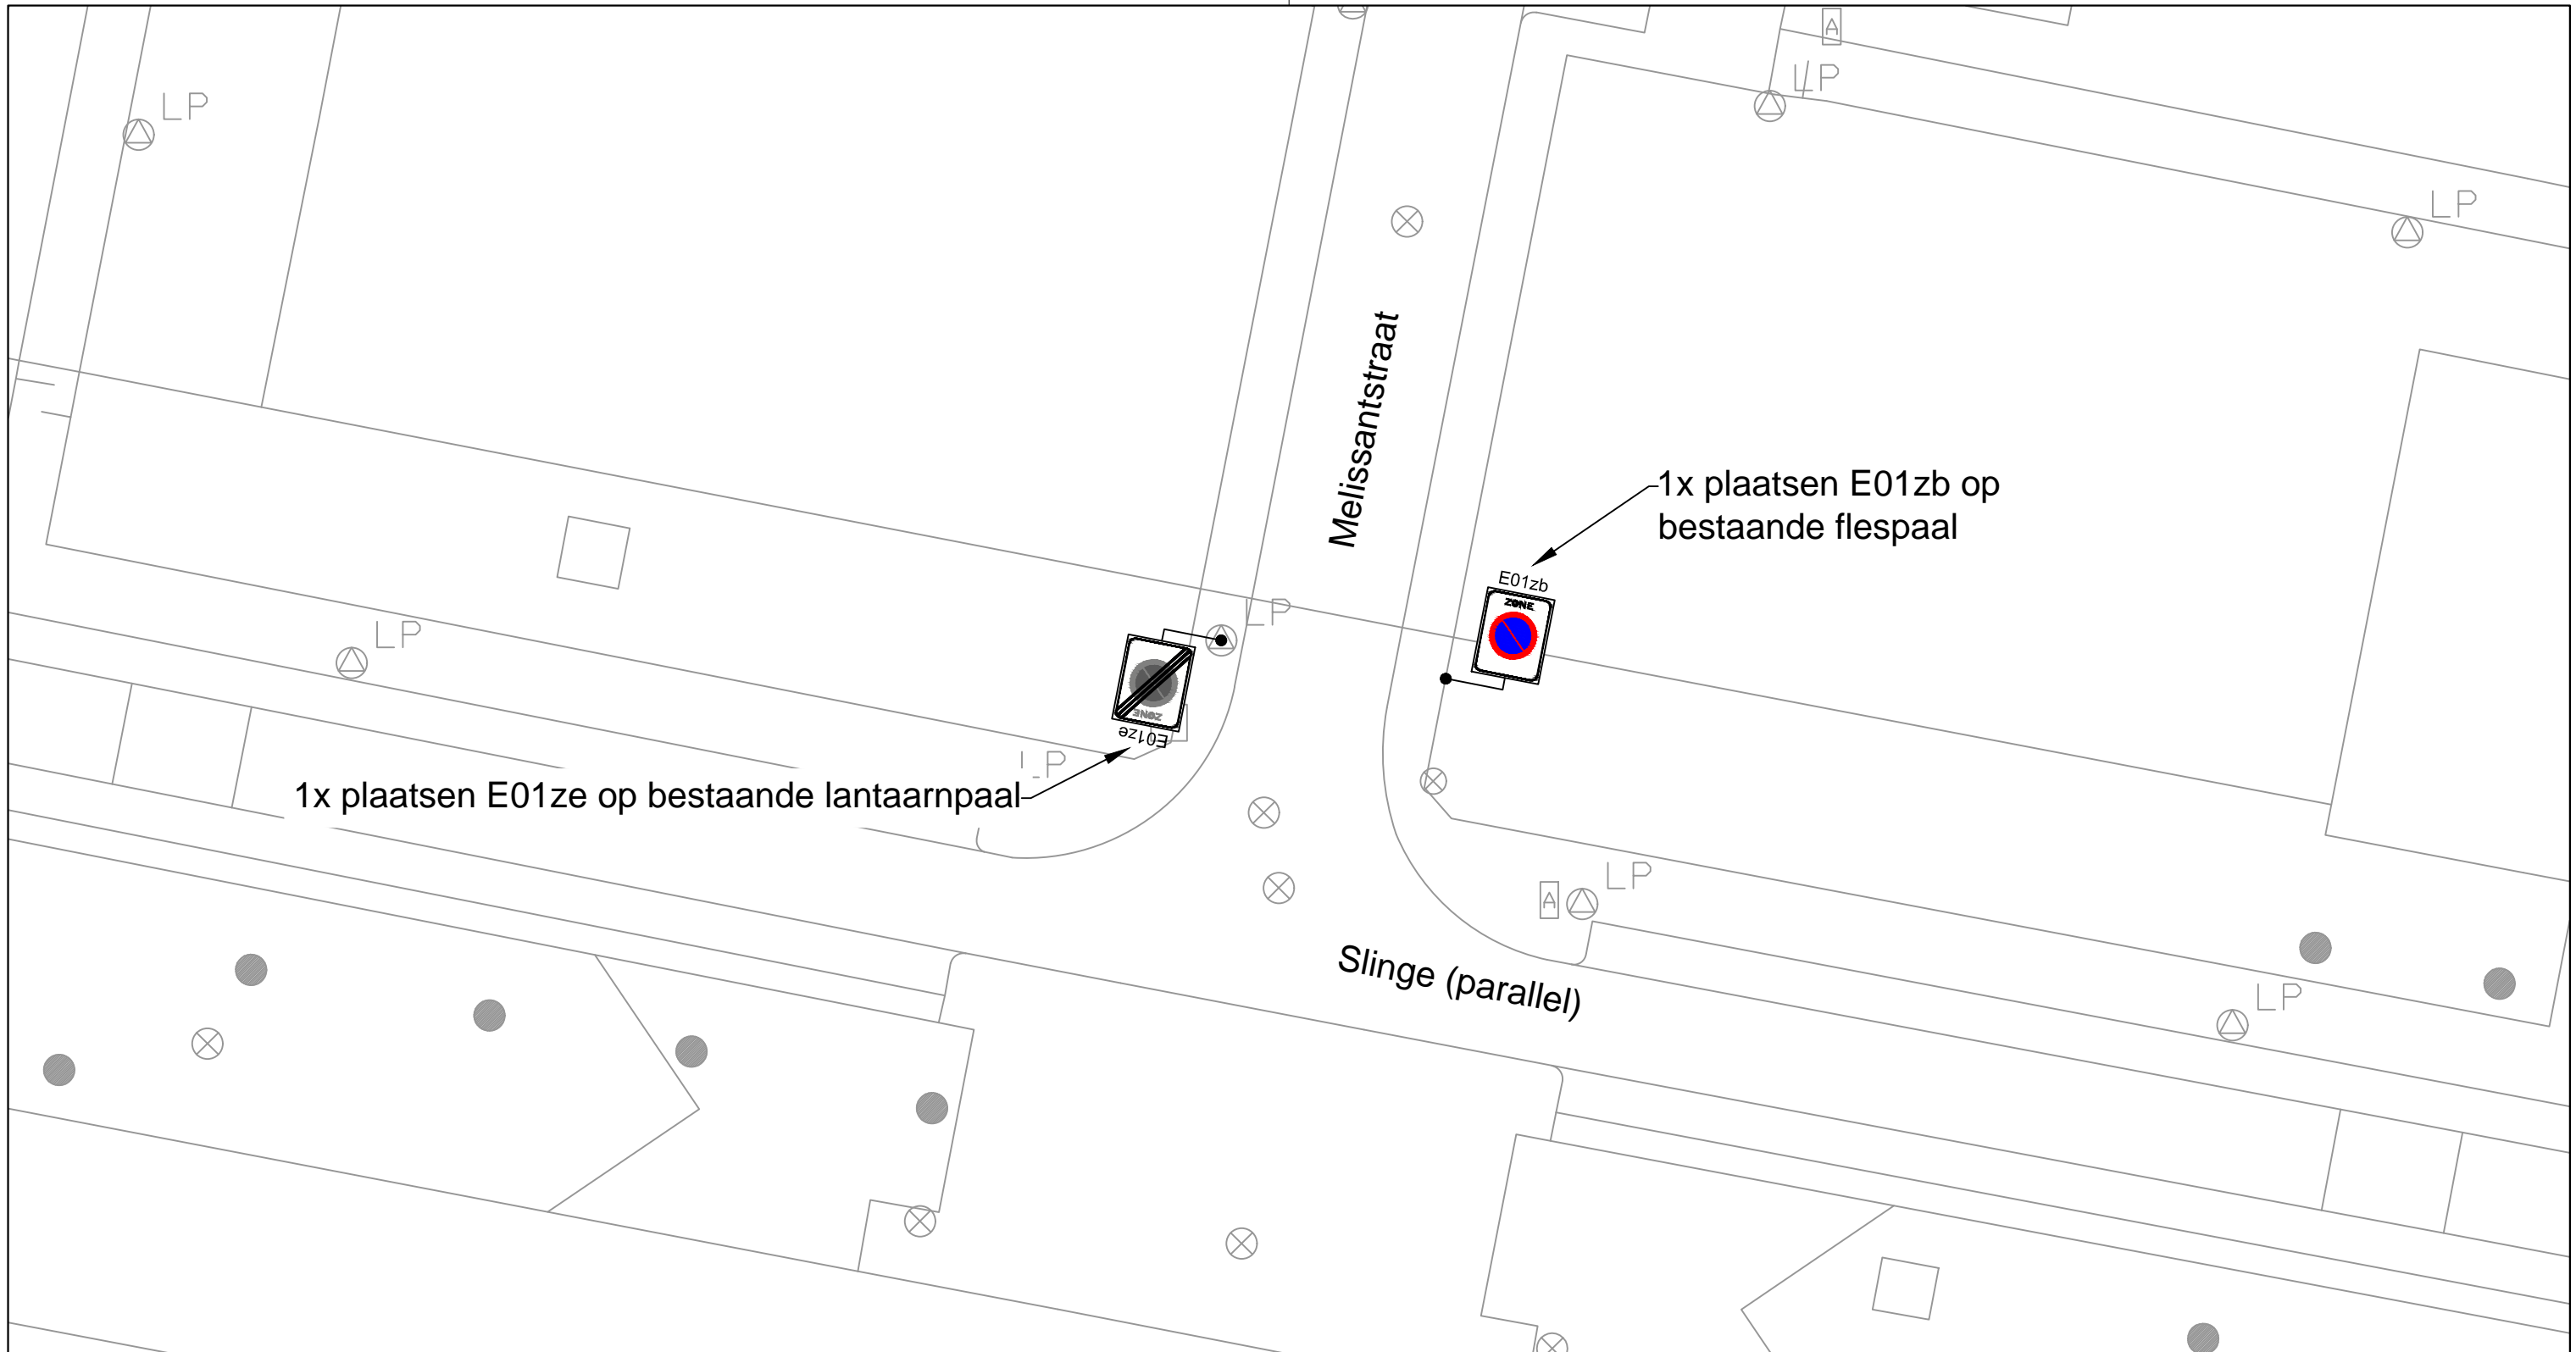 A
LP
LP
LP
Melissantstraat
1x plaatsen E01zb op
bestaande flespaal
E01zb
ZONE
LP
LP
ZONE
E01ze
LP
1x plaatsen E01ze op bestaande lantaarnpaal
A
LP
Slinge (parallel)
LP